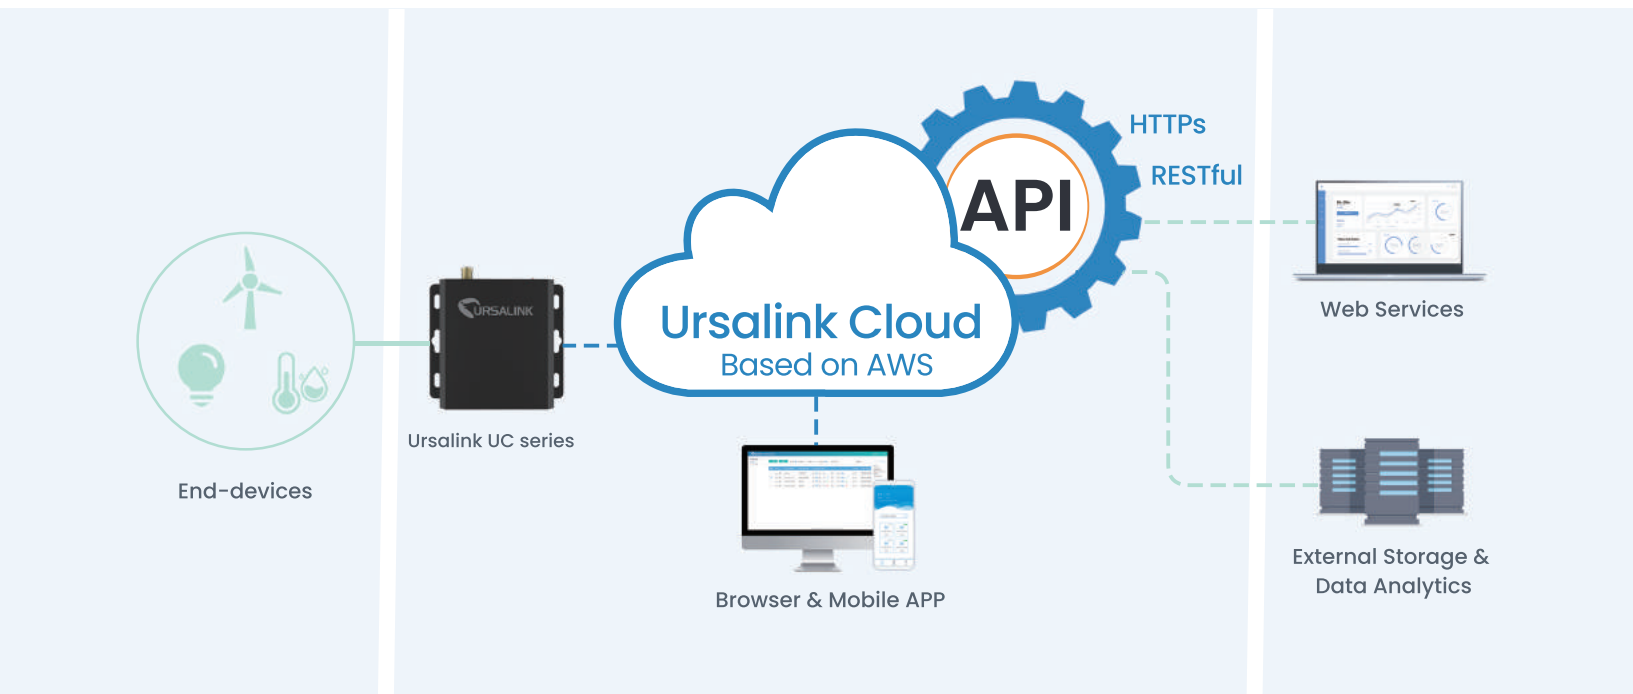 HTTPs
RESTful
API
URSALINK
Ursalink Cloud
Based on AWS
Web Services
Ursalink UC series
End-devices
Browser & Mobile APP
External Storage &
Data Analytics